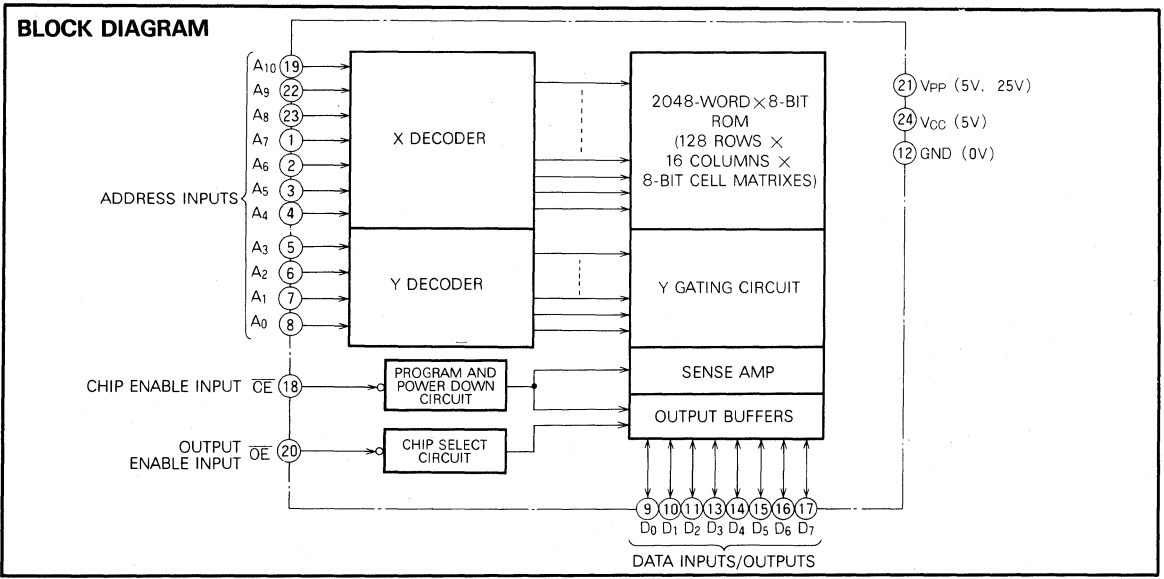 BLOCK DIAGRAM
A10 19
A9 22
A8 23
A7 1
A6 2
A5 3
A4 4
A3 5
A2 6
A1 7
A0 8
ADDRESS INPUTS
X DECODER
Y DECODER
2048-WORD×8-BIT
ROM
(128 ROWS ×
16 COLUMNS ×
8-BIT CELL MATRIXES)
Y GATING CIRCUIT
SENSE AMP
OUTPUT BUFFERS
21 VPP (5V, 25V)
24 VCC (5V)
12 GND (0V)
CHIP ENABLE INPUT C̅E̅ 18
PROGRAM AND
POWER DOWN
CIRCUIT
OUTPUT
ENABLE INPUT O̅E̅ 20
CHIP SELECT
CIRCUIT
9 10 11 13 14 15 16 17
D0 D1 D2 D3 D4 D5 D6 D7
DATA INPUTS/OUTPUTS